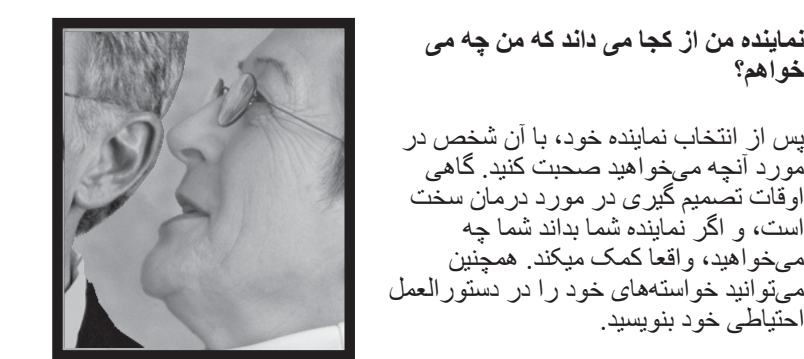 نماینده من از کجا می داند که من چه می
خواهم؟
پس از انتخاب نماینده خود، با آن شخص در
مورد آنچه می‌خواهید صحبت کنید. گاهی
اوقات تصمیم گیری در مورد درمان سخت
است، و اگر نماینده شما بداند شما چه
می‌خواهید، واقعا کمک میکند. همچنین
می‌توانید خواسته‌های خود را در دستورالعمل
احتیاطی خود بنویسید.